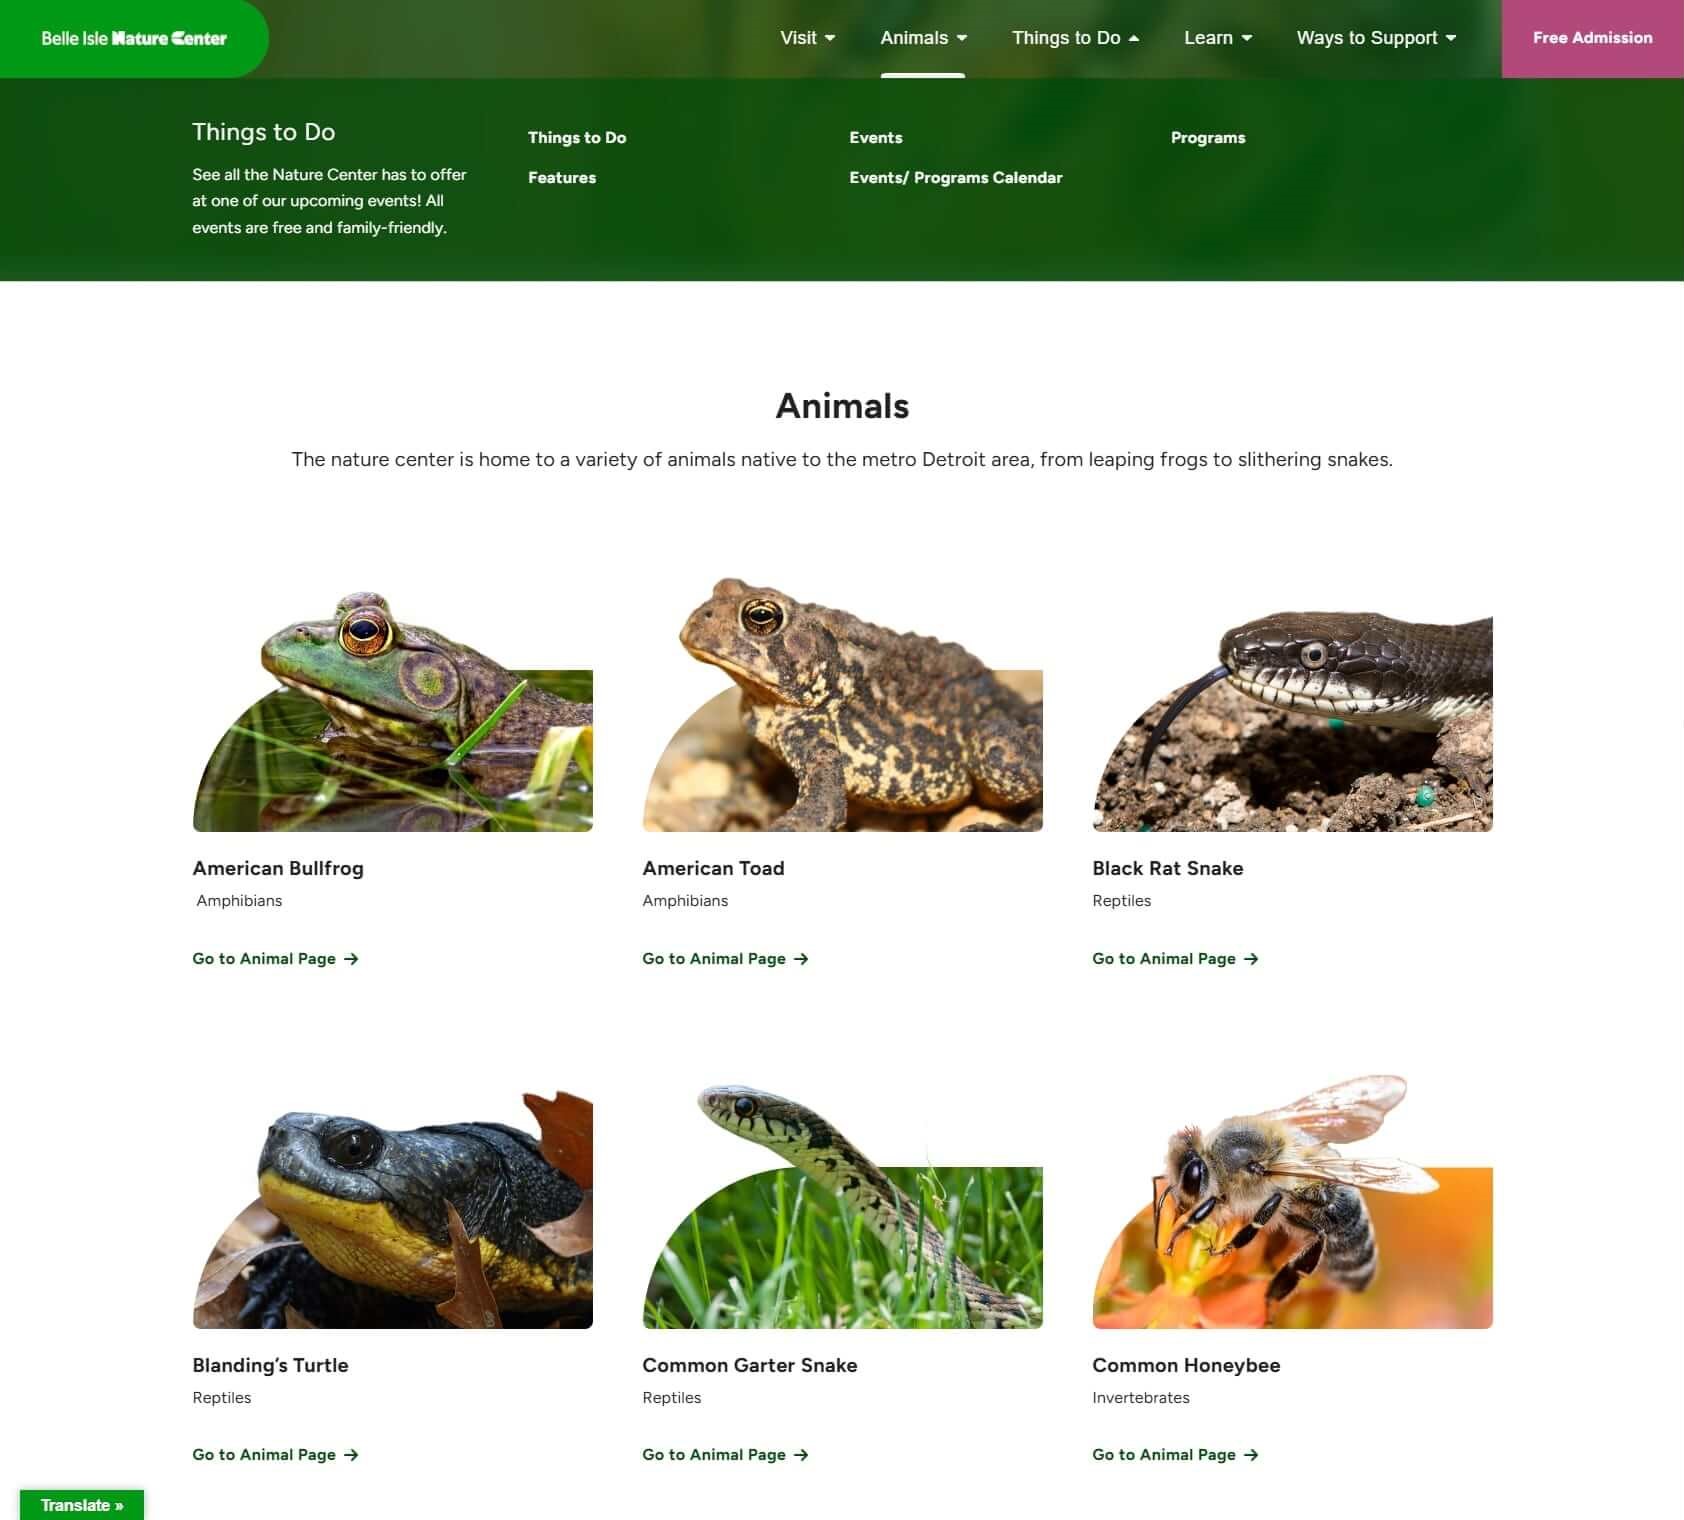 Belle Isle Nature Center
Visit
Animals
Things to Do
Learn
Ways to Support
Free Admission
Things to Do
See all the Nature Center has to offer
at one of our upcoming events! All
events are free and family-friendly.
Things to Do
Features
Events
Events/ Programs Calendar
Programs
Animals
The nature center is home to a variety of animals native to the metro Detroit area, from leaping frogs to slithering snakes.
American Bullfrog
Amphibians
Go to Animal Page →
American Toad
Amphibians
Go to Animal Page →
Black Rat Snake
Reptiles
Go to Animal Page →
Blanding’s Turtle
Reptiles
Go to Animal Page →
Common Garter Snake
Reptiles
Go to Animal Page →
Common Honeybee
Invertebrates
Go to Animal Page →
Translate »